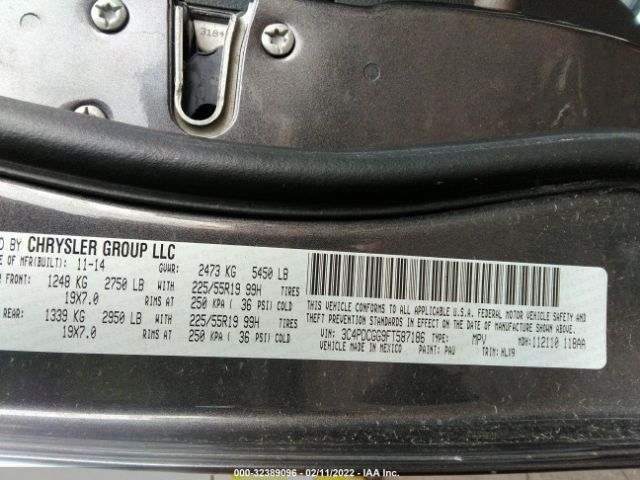 3184
D BY CHRYSLER GROUP LLC
E OF MFR(BUILT): 11-14 GVWR: 2473 KG 5450 LB
FRONT: 1248 KG 2750 LB WITH 225/55R19 99H TIRES
19X7.0 RIMS AT 250 KPA ( 36 PSI) COLD
REAR: 1339 KG 2950 LB WITH 225/55R19 99H TIRES
19X7.0 RIMS AT 250 KPA ( 36 PSI) COLD
THIS VEHICLE CONFORMS TO ALL APPLICABLE U.S.A. FEDERAL MOTOR VEHICLE SAFETY AND
THEFT PREVENTION STANDARDS IN EFFECT ON THE DATE OF MANUFACTURE SHOWN ABOVE.
VIN: 3C4PDCGG9FT587186 TYPE: MPV MDH: 112110 118AA
VEHICLE MADE IN MEXICO PAINT: PAU TRIM: HLX9
000-32389096 - 02/11/2022 - IAA Inc.